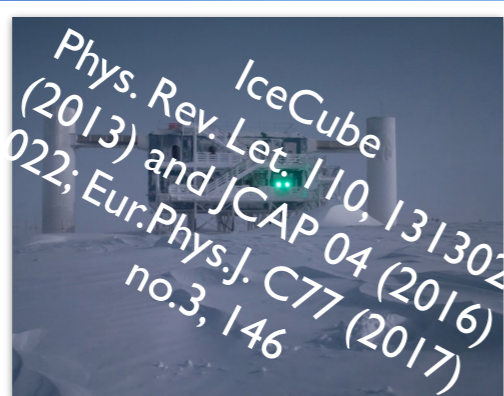 IceCube
Phys. Rev. Let. 110, 131302
(2013) and JCAP 04 (2016)
022; Eur.Phys.J. C77 (2017)
no.3, 146